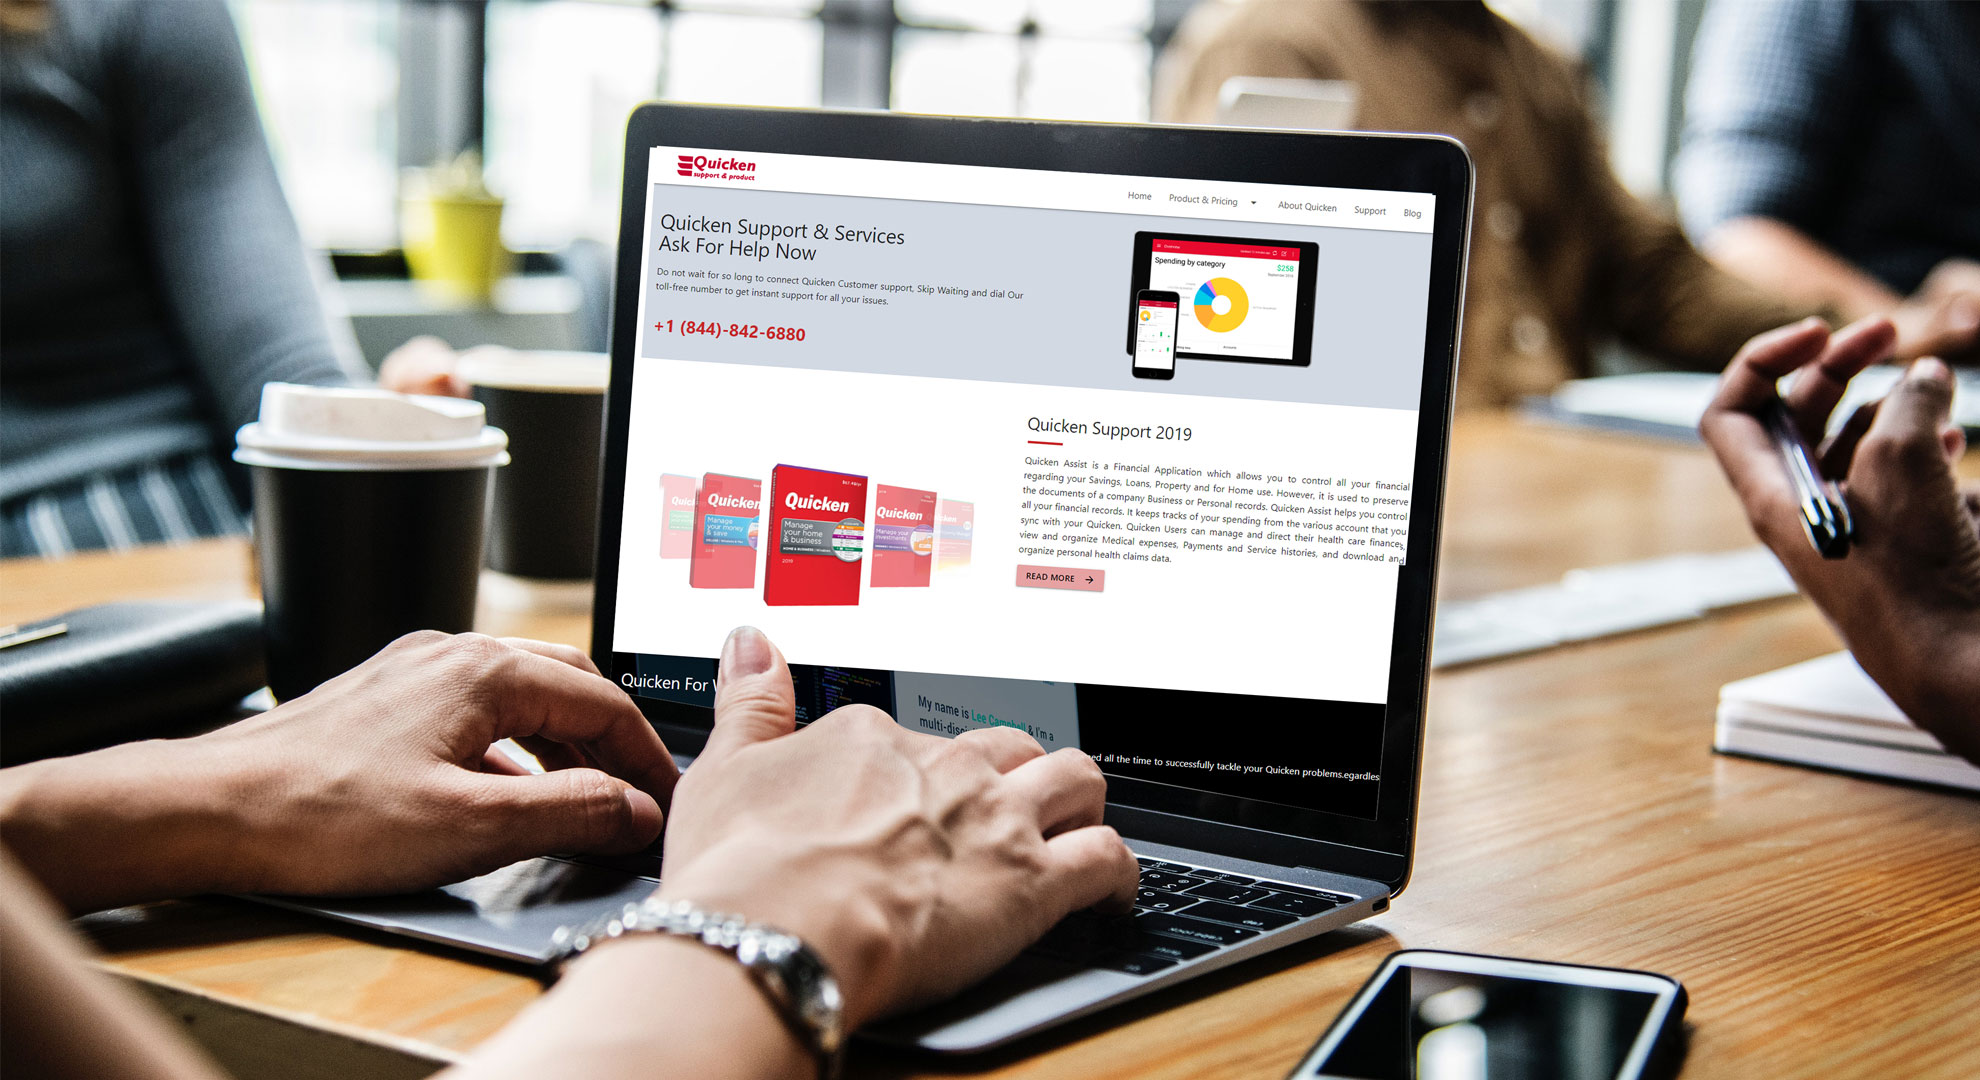 Quicken
support & product
Home
Product & Pricing
About Quicken
Support
Blog
Quicken Support & Services
Ask For Help Now
Do not wait for so long to connect Quicken Customer support, Skip Waiting and dial Our
toll-free number to get instant support for all your issues.
+1 (844)-842-6880
Overview
Spending by category
$258
Quicken Support 2019
Quicken Assist is a Financial Application which allows you to control all your financial
regarding your Savings, Loans, Property and for Home use. However, it is used to preserve
the documents of a company Business or Personal records. Quicken Assist helps you control
all your financial records. It keeps tracks of your spending from the various account that you
sync with your Quicken. Quicken Users can manage and direct their health care finances,
view and organize Medical expenses, Payments and Service histories, and download and
organize personal health claims data.
READ MORE
Quicken
Manage
your money
& save
2019
Quicken
Manage
your home
& business
HOME & BUSINESS
2019
Quicken
Manage your
investments
2019
Quicken For
My name is Lee Campbell & I'm a
all the time to successfully tackle your Quicken problems.egardles